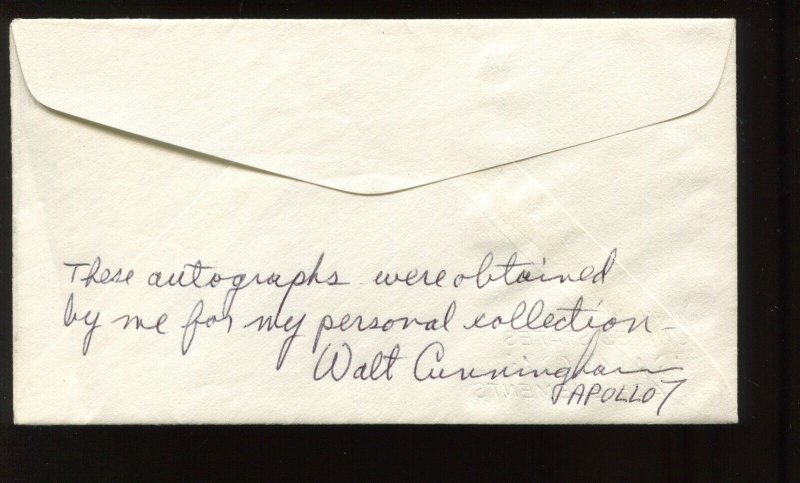 These autographs were obtained
by me for my personal collection -
Walt Cunningham
APOLLO 7